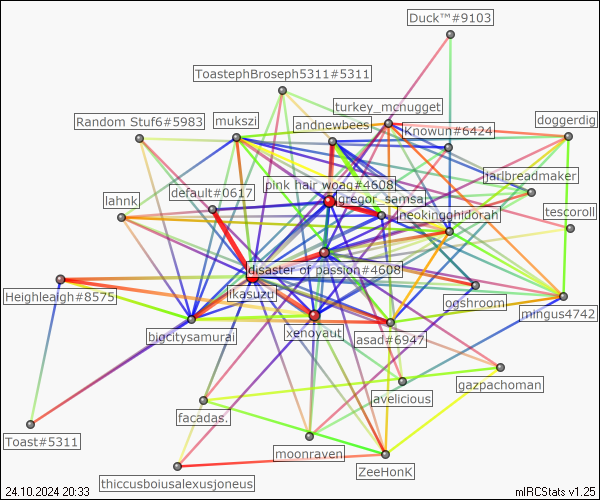 Duck™#9103
ToastephBroseph5311#5311
turkey_mcnugget
Random Stuf6#5983
mukszi
andnewbees
Knowun#6424
doggerdig
jarlbreadmaker
pink hair woag#4608
default#0617
gregor_samsa
lahnk
neokingghidorah
tescoroll
disaster of passion#4608
Ikasuzu
Heighleaigh#8575
ogshroom
mingus4742
bigcitysamurai
xenovaut
asad#6947
gazpachoman
avelicious
facadas.
Toast#5311
moonraven
ZeeHonK
thiccusboiusalexusjoneus
24.10.2024 20:33
mIRCStats v1.25